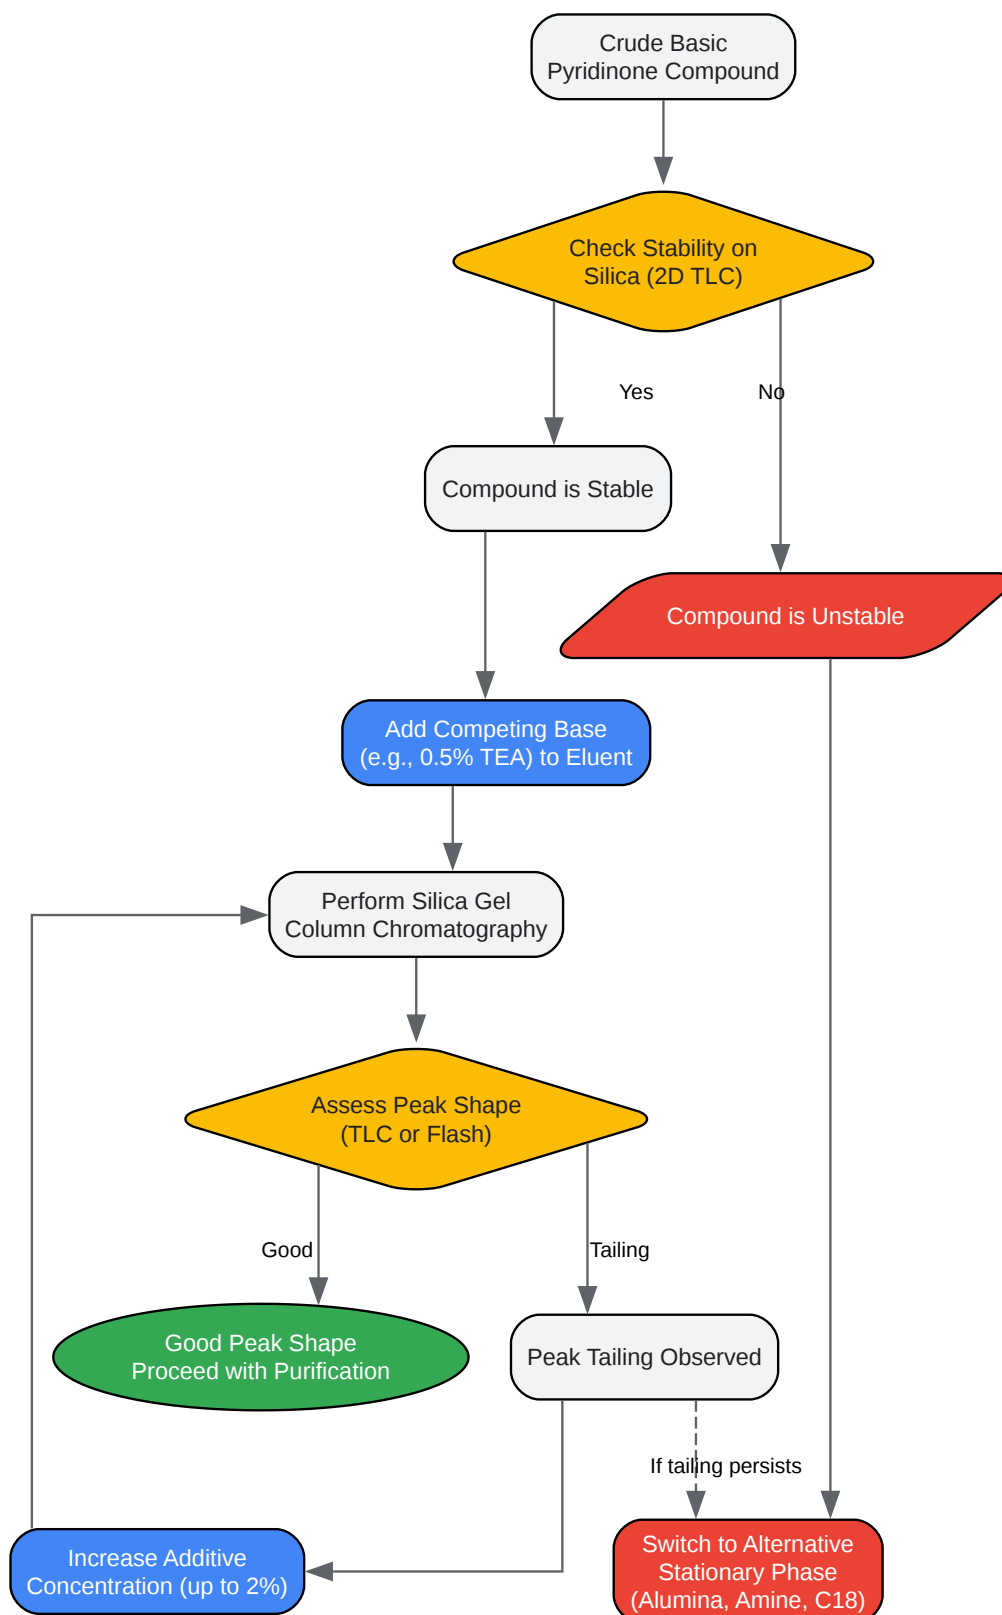 Crude Basic
Pyridinone Compound
Check Stability on
Silica (2D TLC)
Yes
No
Compound is Stable
Compound is Unstable
Add Competing Base
(e.g., 0.5% TEA) to Eluent
Perform Silica Gel
Column Chromatography
Assess Peak Shape
(TLC or Flash)
Good
Tailing
Good Peak Shape
Proceed with Purification
Peak Tailing Observed
If tailing persists
Increase Additive
Concentration (up to 2%)
Switch to Alternative
Stationary Phase
(Alumina, Amine, C18)